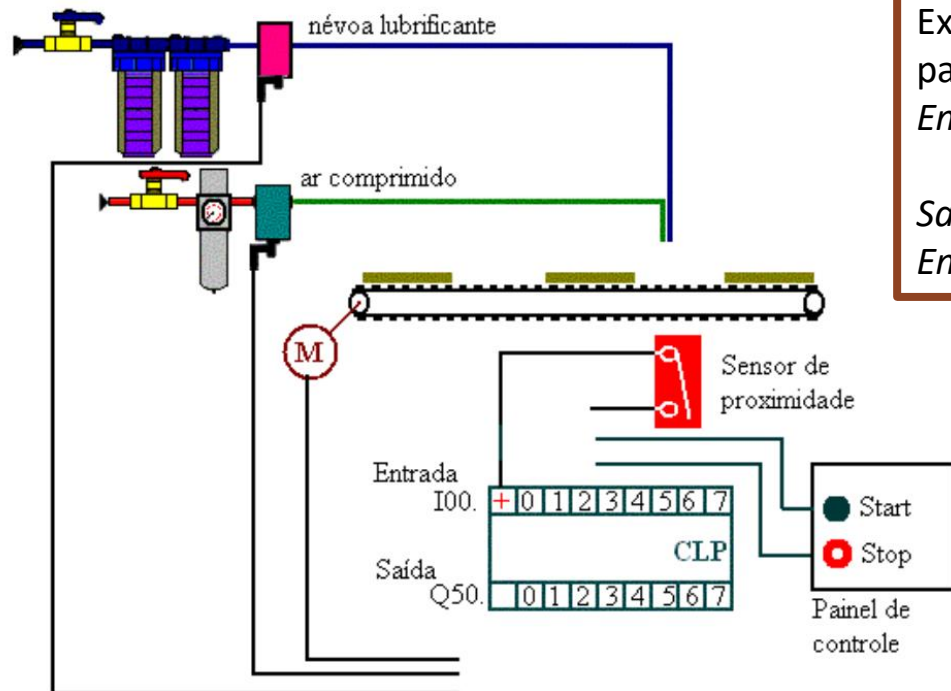 névoa lubrificante
Ex
pa
En
ar comprimido
Sa
En
M
Sensor de
proximidade
Entrada
I00. + 0 1 2 3 4 5 6 7
CLP
Saída
Q50. 0 1 2 3 4 5 6 7
Start
Stop
Painel de
controle